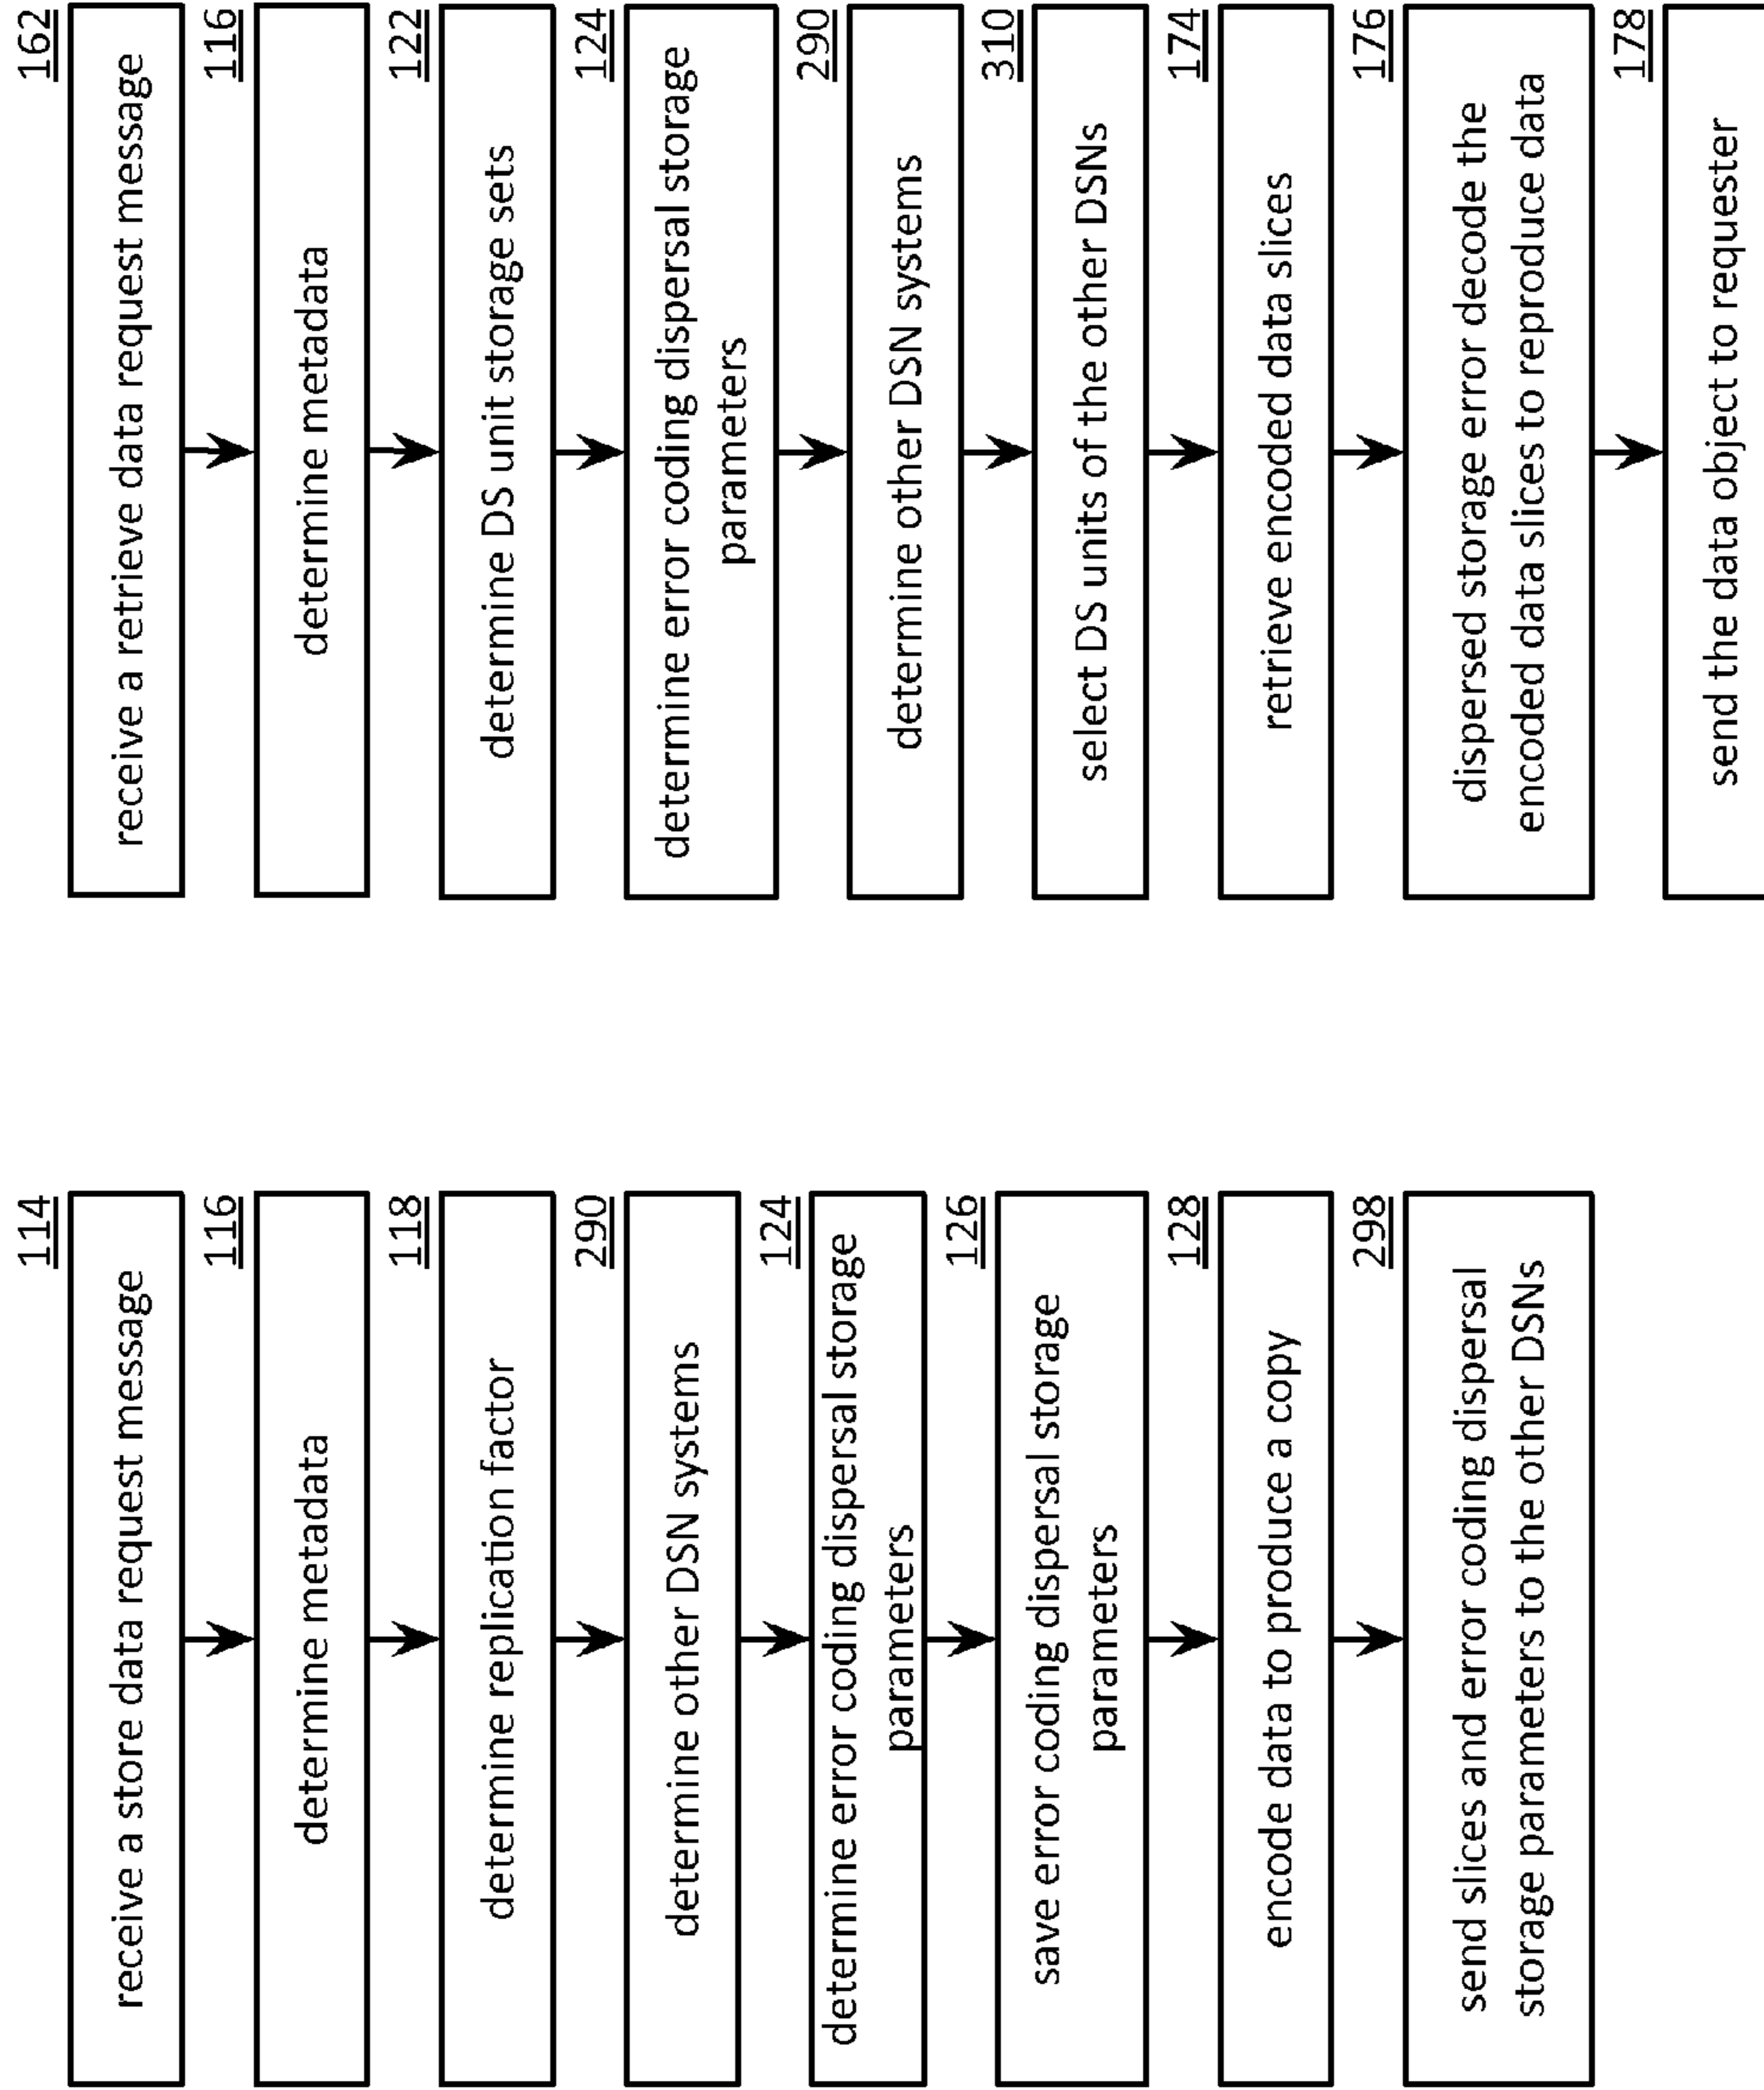 114
receive a store data request message
116
determine metadata
118
determine replication factor
290
determine other DSN systems
124
determine error coding dispersal storage
parameters
126
save error coding dispersal storage
parameters
128
encode data to produce a copy
298
send slices and error coding dispersal
storage parameters to the other DSNs
162
receive a retrieve data request message
116
determine metadata
122
determine DS unit storage sets
124
determine error coding dispersal storage
parameters
290
determine other DSN systems
310
select DS units of the other DSNs
174
retrieve encoded data slices
176
dispersed storage error decode the
encoded data slices to reproduce data
178
send the data object to requester